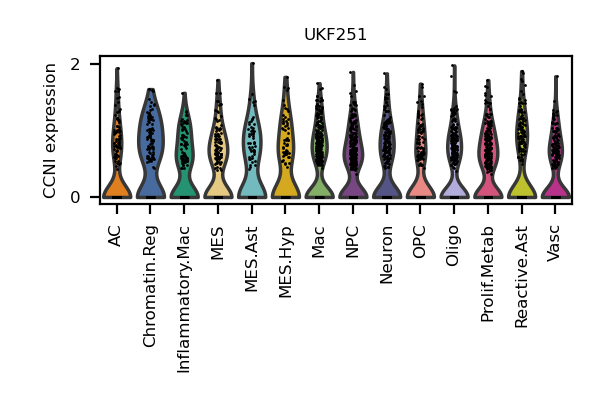 UKF251
CCNI expression
2
0
AC
Chromatin.Reg
Inflammatory.Mac
MES
MES.Ast
MES.Hyp
Mac
NPC
Neuron
OPC
Oligo
Prolif.Metab
Reactive.Ast
Vasc